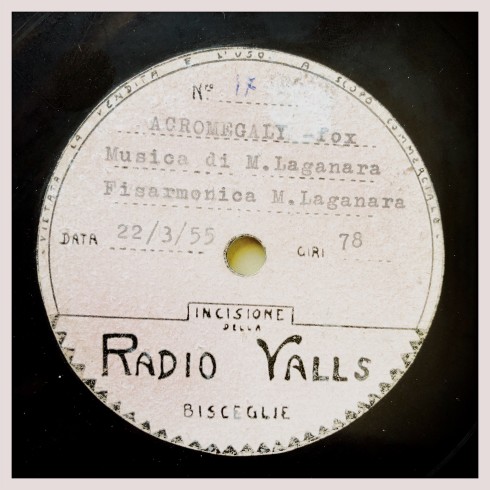 VIETATA LA VENDITA E L'USO A SCOPO COMMERCIALE
Nº 17
ACROMEGALY -fox
Musica di M.Laganara
Fisarmonica M.Laganara
DATA 22/3/55
GIRI 78
INCISIONE
DELLA
RADIO VALLS
BISCEGLIE